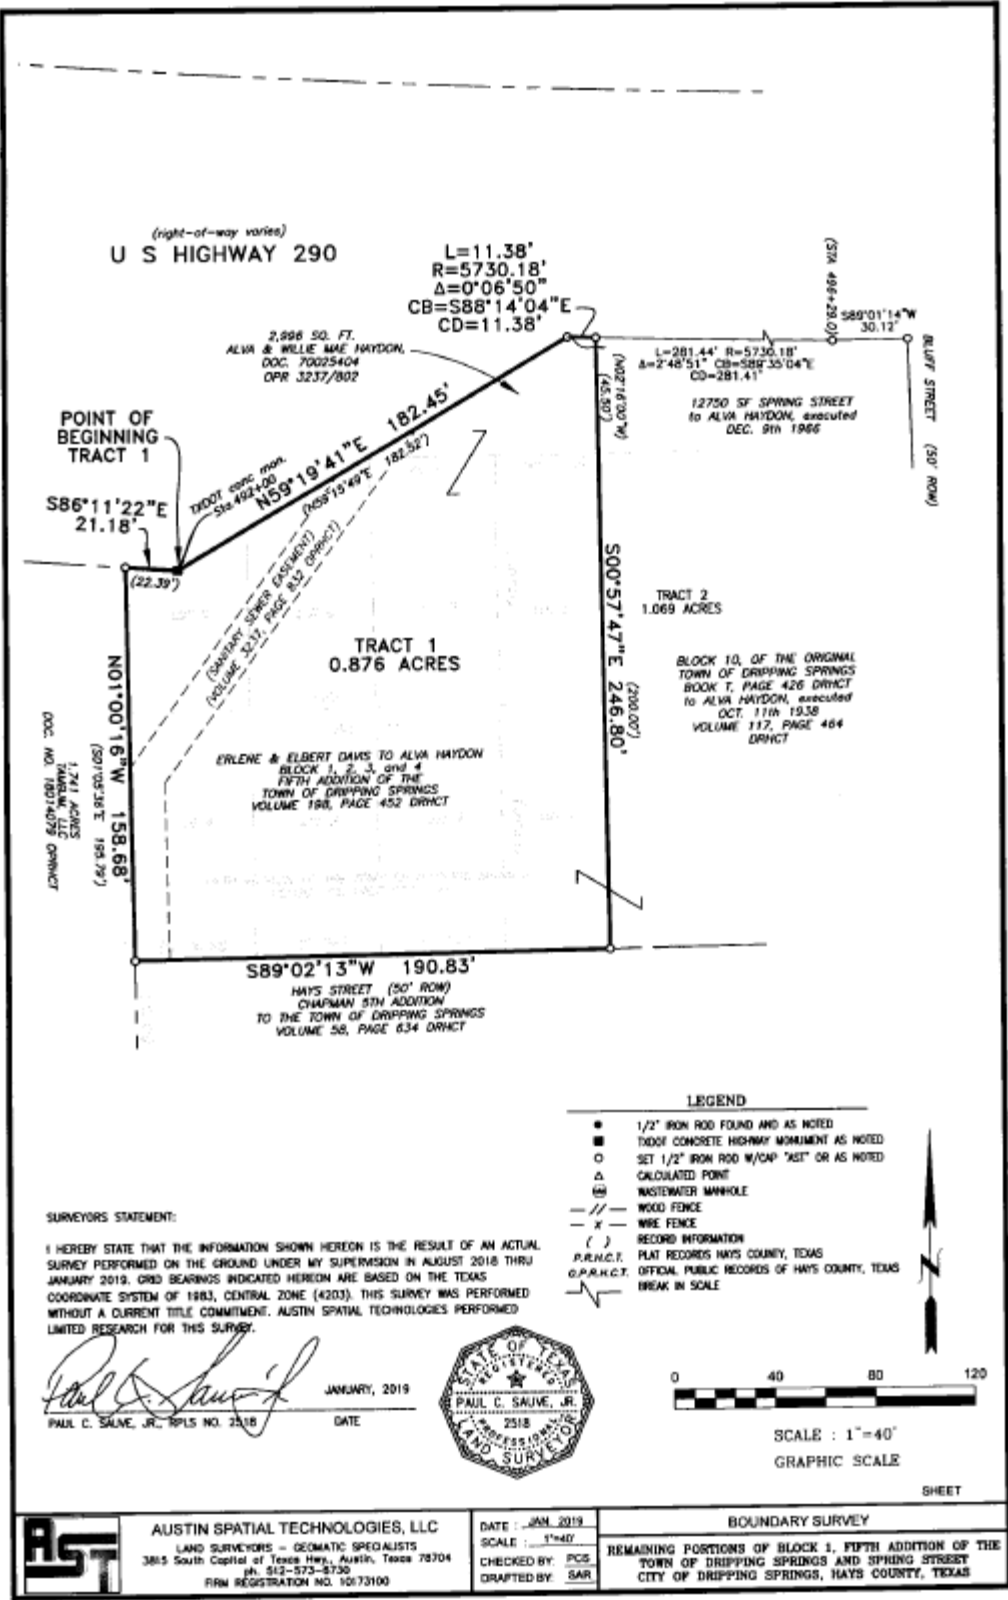 (right-of-way varies)
U S HIGHWAY 290
L=11.38'
R=5730.18'
Δ=0°06'50"
CB=S88°14'04"E
CD=11.38'
2,996 SQ. FT.
ALVA & WILLIE MAE HAYDON,
DOC. 70025404
OPR 3237/802
(STA 496+29.0)
S89°01'14"W
30.12'
BLUFF STREET (50' ROW)
L=281.44' R=5730.18'
Δ=2°48'51" CB=S89°35'04"E
CD=281.41'
(N02°16'00"W)
(45.50')
12750 SF SPRING STREET
to ALVA HAYDON, executed
DEC. 9th 1966
POINT OF
BEGINNING
TRACT 1
TXDOT conc mon.
Sta.492+00
N59°19'41"E 182.45'
(N59°15'49"E 182.52')
S86°11'22"E
21.18'
(22.39')
(SANITARY SEWER EASEMENT)
(VOLUME 3237, PAGE 832 OPRHCT)
TRACT 1
0.876 ACRES
S00°57'47"E 246.80'
(200.00')
TRACT 2
1.069 ACRES
BLOCK 10, OF THE ORIGINAL
TOWN OF DRIPPING SPRINGS
BOOK T, PAGE 426 DRHCT
to ALVA HAYDON, executed
OCT. 11th 1938
VOLUME 117, PAGE 464
DRHCT
N01°00'16"W 158.68'
(S01°05'38"E 195.79')
1.741 ACRES
LLC
DOC. NO. 18014079 OPRHCT
ERLENE & ELBERT DAVIS TO ALVA HAYDON
BLOCK 1, 2, 3, and 4
FIFTH ADDITION OF THE
TOWN OF DRIPPING SPRINGS
VOLUME 198, PAGE 452 DRHCT
S89°02'13"W 190.83'
HAYS STREET (50' ROW)
CHAPMAN 5TH ADDITION
TO THE TOWN OF DRIPPING SPRINGS
VOLUME 58, PAGE 634 DRHCT
LEGEND
1/2" IRON ROD FOUND AND AS NOTED
TXDOT CONCRETE HIGHWAY MONUMENT AS NOTED
SET 1/2" IRON ROD W/CAP "AST" OR AS NOTED
CALCULATED POINT
WASTEWATER MANHOLE
WOOD FENCE
WIRE FENCE
( ) RECORD INFORMATION
P.R.H.C.T. PLAT RECORDS HAYS COUNTY, TEXAS
O.P.R.H.C.T. OFFICIAL PUBLIC RECORDS OF HAYS COUNTY, TEXAS
BREAK IN SCALE
SURVEYORS STATEMENT:
I HEREBY STATE THAT THE INFORMATION SHOWN HEREON IS THE RESULT OF AN ACTUAL
SURVEY PERFORMED ON THE GROUND UNDER MY SUPERVISION IN AUGUST 2018 THRU
JANUARY 2019. GRID BEARINGS INDICATED HEREON ARE BASED ON THE TEXAS
COORDINATE SYSTEM OF 1983, CENTRAL ZONE (4203). THIS SURVEY WAS PERFORMED
WITHOUT A CURRENT TITLE COMMITMENT. AUSTIN SPATIAL TECHNOLOGIES PERFORMED
LIMITED RESEARCH FOR THIS SURVEY.
JANUARY, 2019
PAUL C. SAUVE, JR., RPLS NO. 2518
DATE
STATE OF TEXAS
REGISTERED
PAUL C. SAUVE, JR.
2518
PROFESSIONAL
LAND SURVEYOR
0 40 80 120
SCALE : 1"=40'
GRAPHIC SCALE
SHEET
AST
AUSTIN SPATIAL TECHNOLOGIES, LLC
LAND SURVEYORS - GEOMATIC SPECIALISTS
3815 South Capital of Texas Hwy., Austin, Texas 78704
ph. 512-573-8730
FIRM REGISTRATION NO. 10173100
DATE : JAN. 2019
SCALE : 1"=40'
CHECKED BY: PCS
DRAFTED BY: SAR
BOUNDARY SURVEY
REMAINING PORTIONS OF BLOCK 1, FIFTH ADDITION OF THE
TOWN OF DRIPPING SPRINGS AND SPRING STREET
CITY OF DRIPPING SPRINGS, HAYS COUNTY, TEXAS